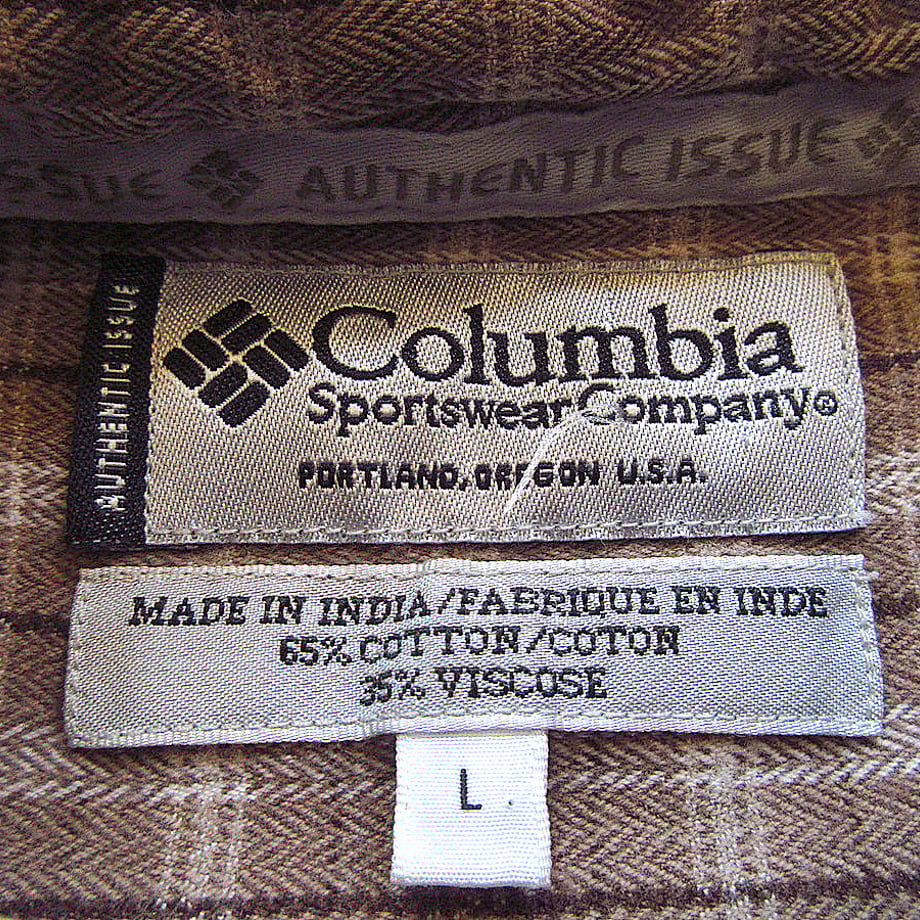 ISSUE AUTHENTIC ISSUE
AUTHENTIC ISSUE
Columbia
Sportswear Company®
PORTLAND, OREGON U.S.A.
MADE IN INDIA/FABRIQUE EN INDE
65% COTTON/COTON
35% VISCOSE
L